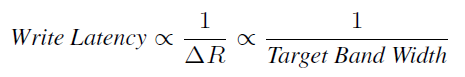 Write Latency ∝ 1/ΔR ∝ 1/Target Band Width